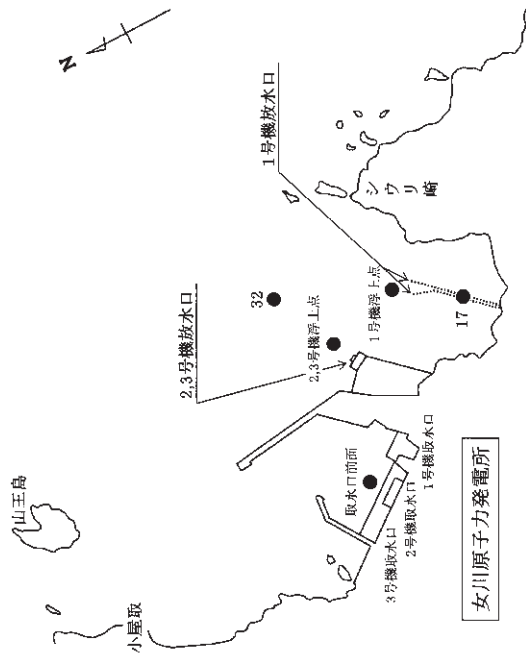 N
山王島
小屋取
2,3号機放水口
1号機放水口
32
2,3号機浮上点
1号機浮上点
17
シウリ崎
取水口前面
1号機取水口
2号機取水口
3号機取水口
女川原子力発電所